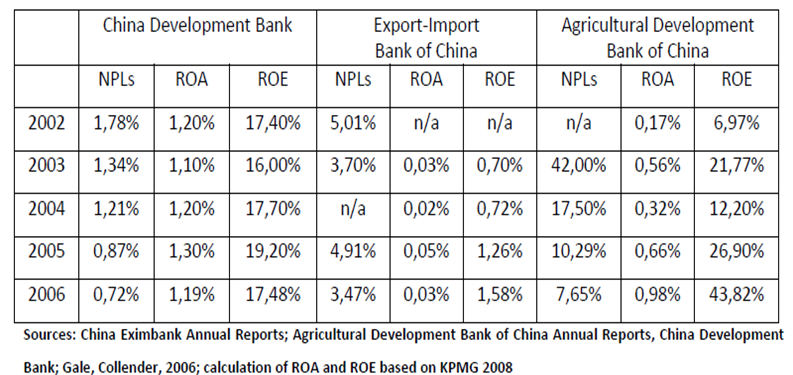 China Development Bank Export-Import Bank of China Agricultural Development Bank of China
NPLs ROA ROE NPLs ROA ROE NPLs ROA ROE
2002 1,78% 1,20% 17,40% 5,01% n/a n/a n/a 0,17% 6,97%
2003 1,34% 1,10% 16,00% 3,70% 0,03% 0,70% 42,00% 0,56% 21,77%
2004 1,21% 1,20% 17,70% n/a 0,02% 0,72% 17,50% 0,32% 12,20%
2005 0,87% 1,30% 19,20% 4,91% 0,05% 1,26% 10,29% 0,66% 26,90%
2006 0,72% 1,19% 17,48% 3,47% 0,03% 1,58% 7,65% 0,98% 43,82%
Sources: China Eximbank Annual Reports; Agricultural Development Bank of China Annual Reports, China Development
Bank; Gale, Collender, 2006; calculation of ROA and ROE based on KPMG 2008